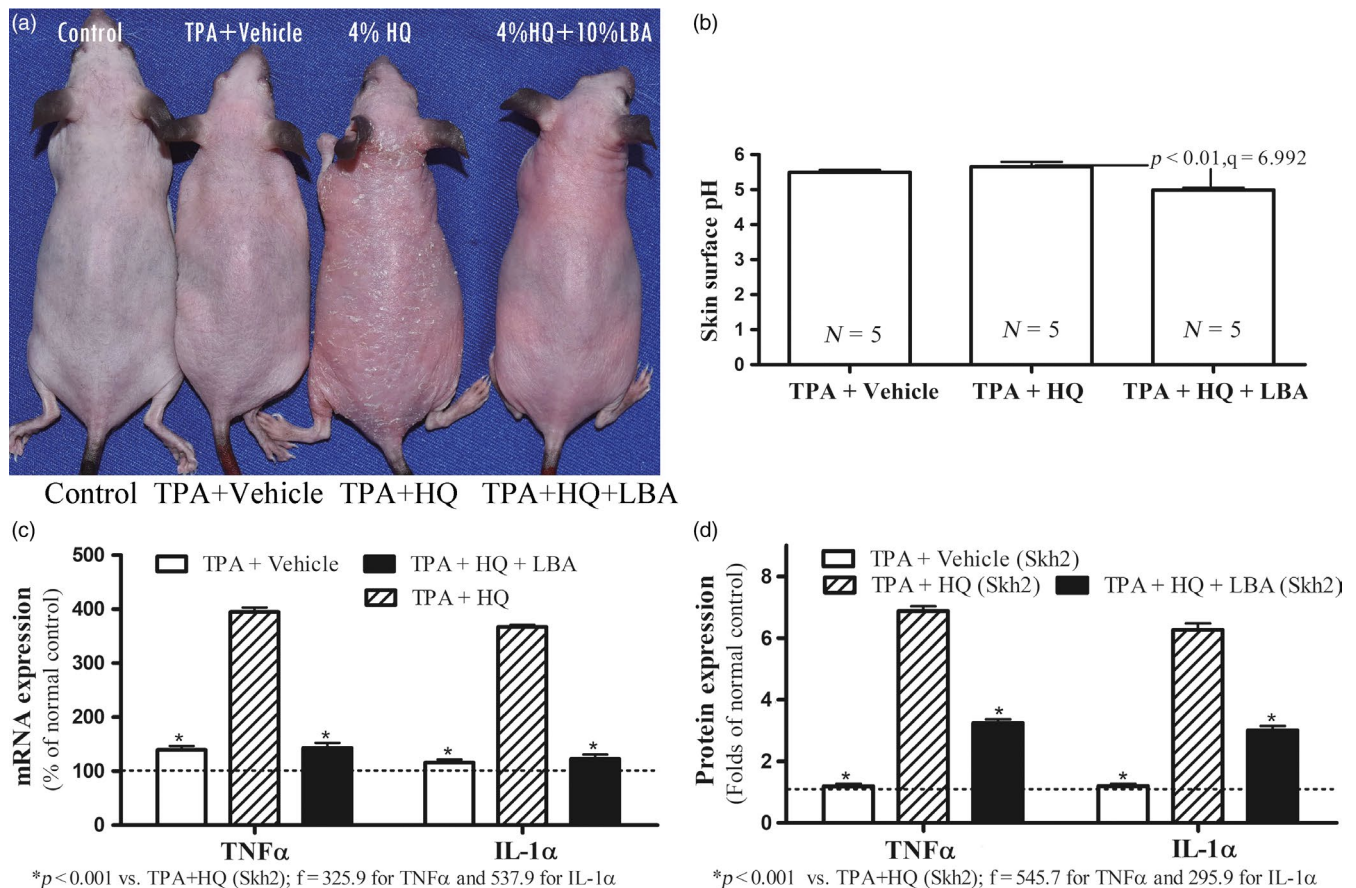 (a)
Control TPA+Vehicle 4% HQ 4%HQ+10%LBA
Control TPA+Vehicle TPA+HQ TPA+HQ+LBA
(b)
Skin surface pH
6
5
4
3
2
1
0
p < 0.01,q = 6.992
N = 5 N = 5 N = 5
TPA + Vehicle TPA + HQ TPA + HQ + LBA
(c)
mRNA expression
(% of normal control)
500
400
300
200
100
0
TPA + Vehicle TPA + HQ + LBA
TPA + HQ
* * * *
TNFα IL-1α
*p < 0.001 vs. TPA+HQ (Skh2); f = 325.9 for TNFα and 537.9 for IL-1α
(d)
Protein expression
(Folds of normal control)
8
6
4
2
0
TPA + Vehicle (Skh2)
TPA + HQ (Skh2) TPA + HQ + LBA (Skh2)
* * * *
TNFα IL-1α
*p < 0.001 vs. TPA+HQ (Skh2); f = 545.7 for TNFα and 295.9 for IL-1α